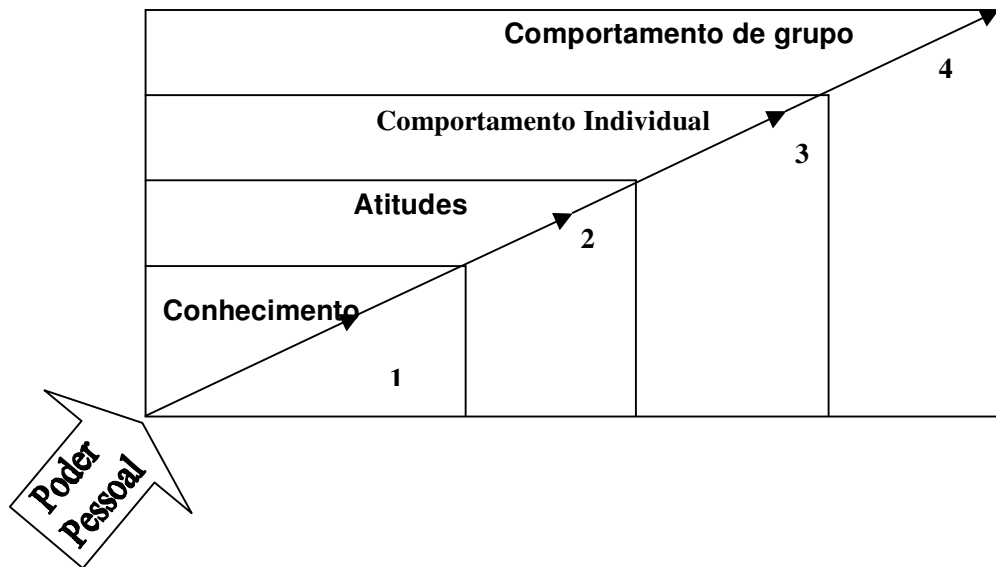 Comportamento de grupo
4
Comportamento Individual
3
Atitudes
2
Conhecimento
1
Poder
Pessoal